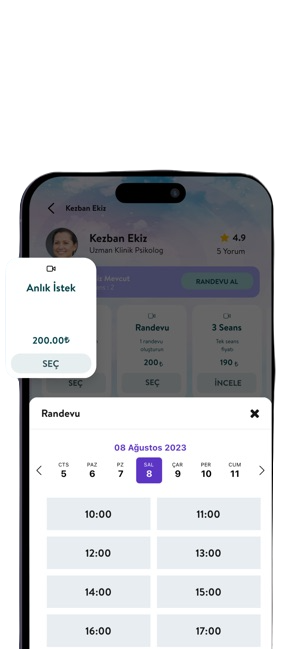 Kezban Ekiz
Kezban Ekiz
Uzman Klinik Psikolog
4.9
5 Yorum
Mevcut
RANDEVU AL
Anlık İstek
200.00₺
SEÇ
SEÇ
Randevu
1 randevu
oluşturun
200₺
SEÇ
3 Seans
Tek seans
fiyatı
190 ₺
İNCELE
Randevu
08 Ağustos 2023
CTS PAZ PZ SAL ÇAR PER CUM
5 6 7 8 9 10 11
10:00 11:00
12:00 13:00
14:00 15:00
16:00 17:00